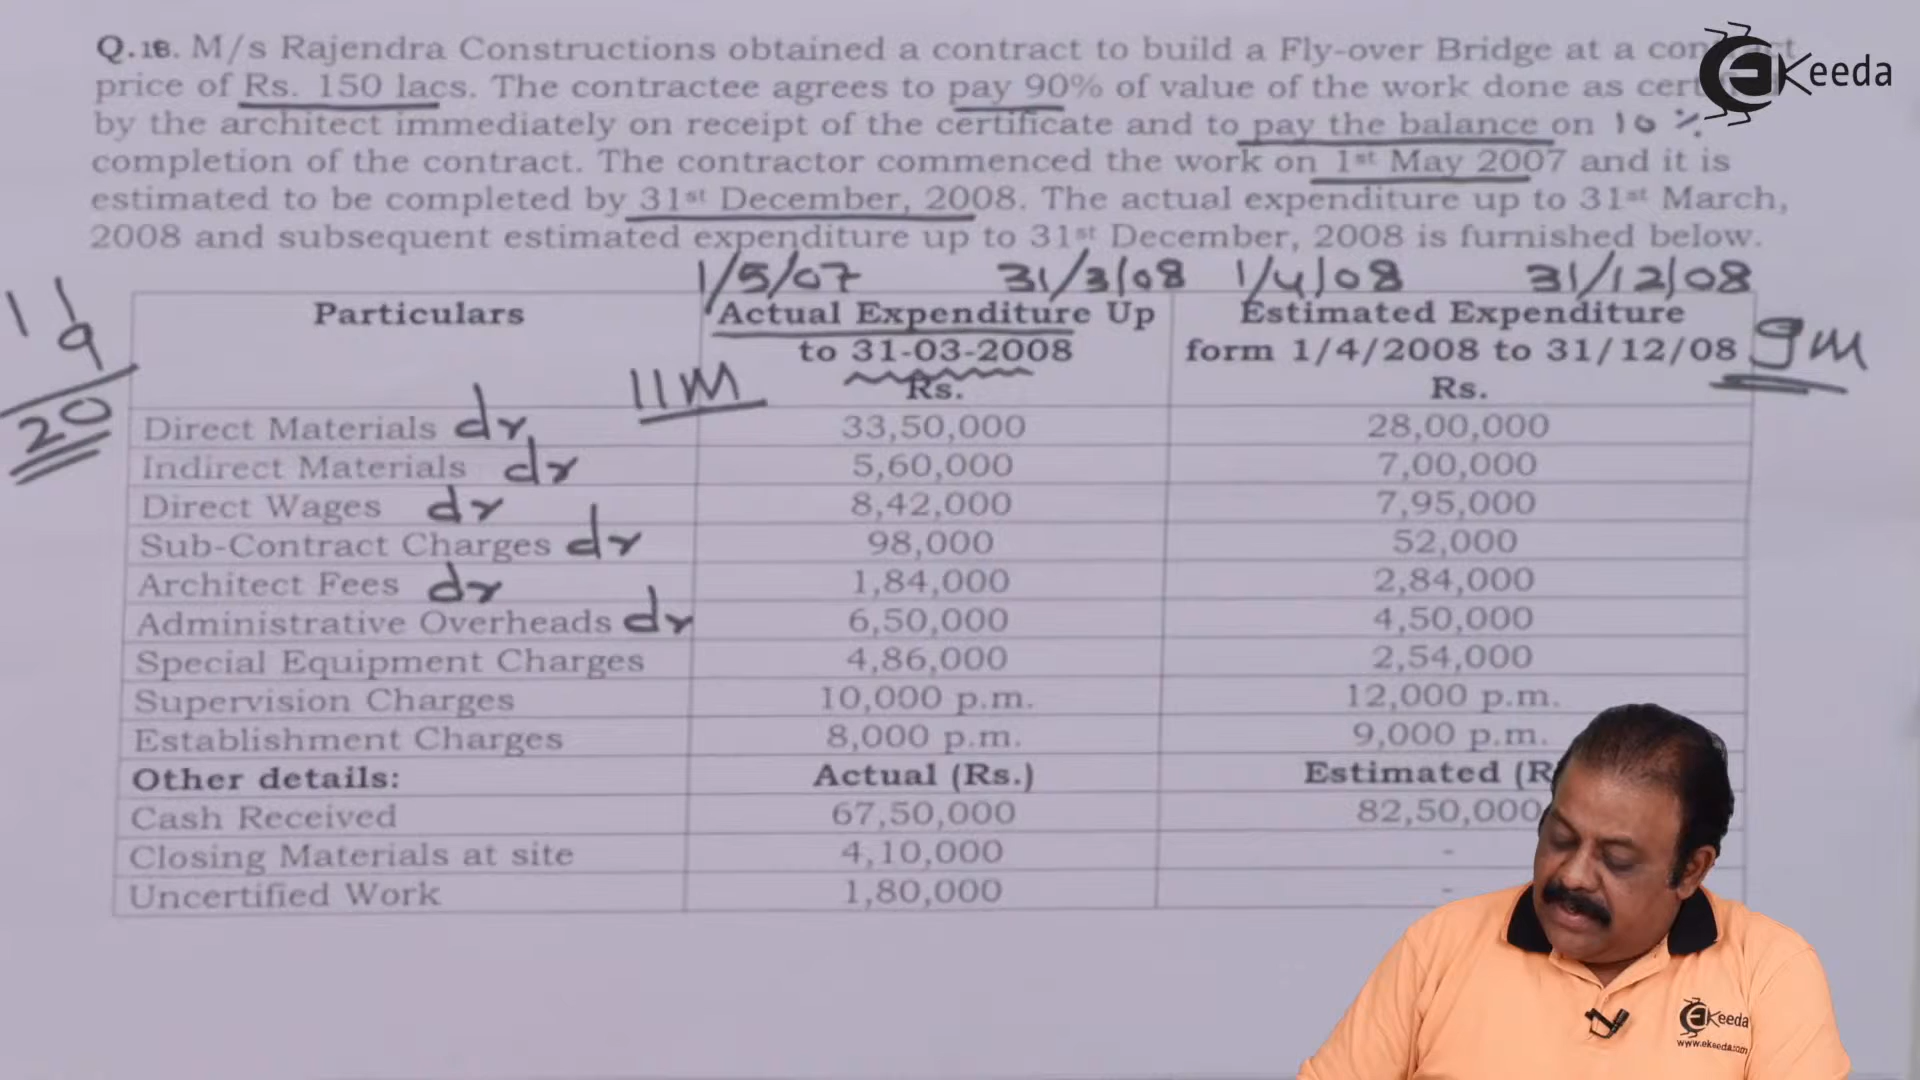 Q.16. M/s Rajendra Constructions obtained a contract to build a Fly-over Bridge at a
price of Rs. 150 lacs. The contractee agrees to pay 90% of value of the work done as
by the architect immediately on receipt of the certificate and to pay the balance on 10 %
completion of the contract. The contractor commenced the work on 1st May 2007 and it is
estimated to be completed by 31st December, 2008. The actual expenditure up to 31st March,
2008 and subsequent estimated expenditure up to 31st December, 2008 is furnished below.
1/5/07 31/3/08 1/4/08 31/12/08
Particulars Actual Expenditure Up Estimated Expenditure
to 31-03-2008 form 1/4/2008 to 31/12/08 9m
11M Rs. Rs.
11
9
20
Direct Materials dr 33,50,000 28,00,000
Indirect Materials dr 5,60,000 7,00,000
Direct Wages dr 8,42,000 7,95,000
Sub-Contract Charges dr 98,000 52,000
Architect Fees dr 1,84,000 2,84,000
Administrative Overheads dr 6,50,000 4,50,000
Special Equipment Charges 4,86,000 2,54,000
Supervision Charges 10,000 p.m. 12,000 p.m.
Establishment Charges 8,000 p.m. 9,000 p.m.
Other details: Actual (Rs.) Estimated
Cash Received 67,50,000 82,50,000
Closing Materials at site 4,10,000 -
Uncertified Work 1,80,000 -
eKeeda
eKeeda
www.ekeeda.com